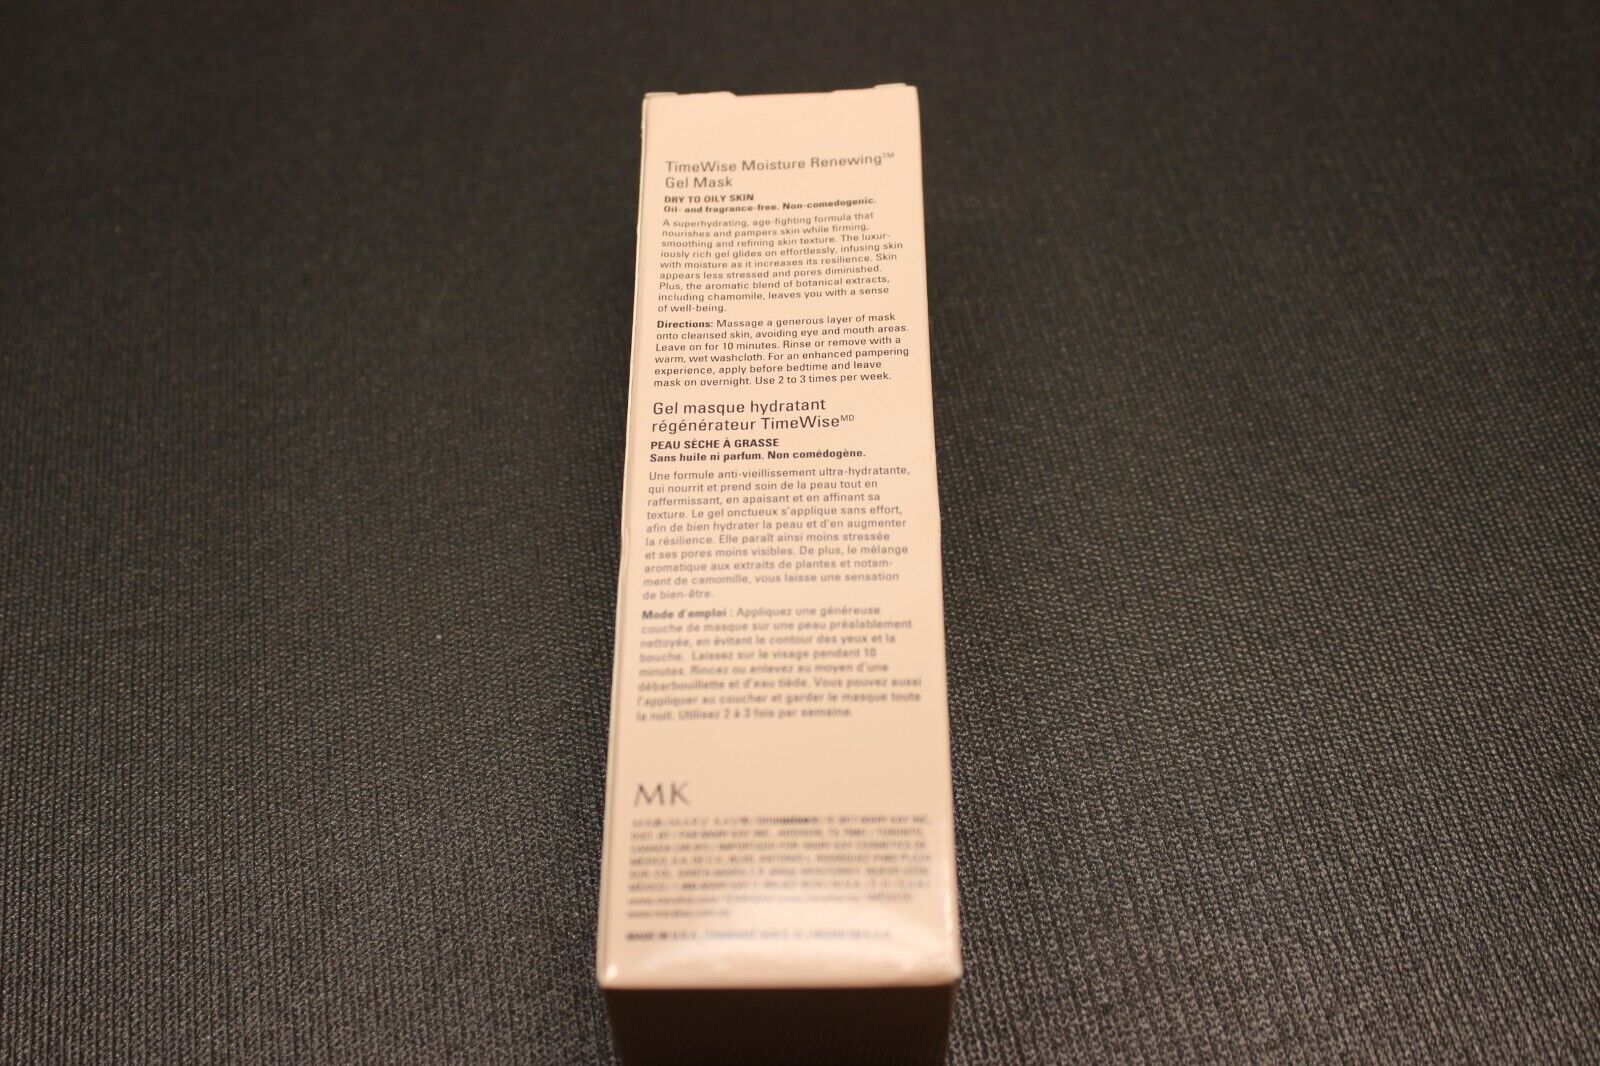 TimeWise Moisture Renewing™
Gel Mask
DRY TO OILY SKIN
Oil- and fragrance-free. Non-comedogenic.
A superhydrating, age-fighting formula that
nourishes and pampers skin while firming,
smoothing and refining skin texture. The luxur-
iously rich gel glides on effortlessly, infusing skin
with moisture as it increases its resilience. Skin
appears less stressed and pores diminished.
Plus, the aromatic blend of botanical extracts,
including chamomile, leaves you with a sense
of well-being.
Directions: Massage a generous layer of mask
onto cleansed skin, avoiding eye and mouth areas.
Leave on for 10 minutes. Rinse or remove with a
warm, wet washcloth. For an enhanced pampering
experience, apply before bedtime and leave
mask on overnight. Use 2 to 3 times per week.
Gel masque hydratant
régénérateur TimeWise MD
PEAU SÈCHE À GRASSE
Sans huile ni parfum. Non comédogène.
Une formule anti-vieillissement ultra-hydratante,
qui nourrit et prend soin de la peau tout en
raffermissant, en apaisant et en affinant sa
texture. Le gel onctueux s'applique sans effort,
afin de bien hydrater la peau et d'en augmenter
la résilience. Elle paraît ainsi moins stressée
et ses pores moins visibles. De plus, le mélange
aromatique aux extraits de plantes et notam-
ment de camomille, vous laisse une sensation
de bien-être.
Mode d'emploi : Appliquez une généreuse
couche de masque sur une peau préalablement
nettoyée, en évitant le contour des yeux et la
bouche. Laissez sur le visage pendant 10
minutes. Rincez ou enlevez au moyen d'une
débarbouillette et d'eau tiède. Vous pouvez aussi
l'appliquer au coucher et garder le masque toute
la nuit. Utilisez 2 à 3 fois par semaine.
MK
MADE IN U.S.A.